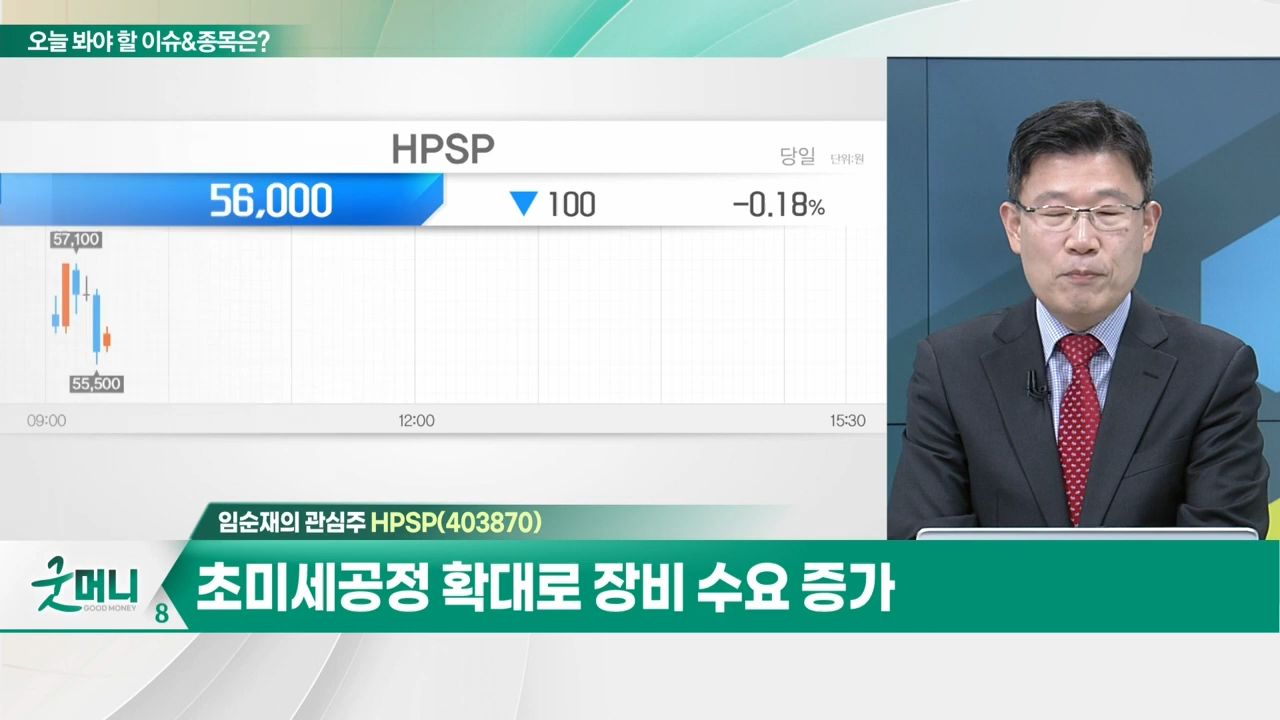 오늘 봐야 할 이슈&종목은?
HPSP
당일 단위:원
56,000 ▼ 100 -0.18%
57,100
55,500
09:00 12:00 15:30
임순재의 관심주 HPSP(403870)
초미세공정 확대로 장비 수요 증가
굿머니
GOOD MONEY
8